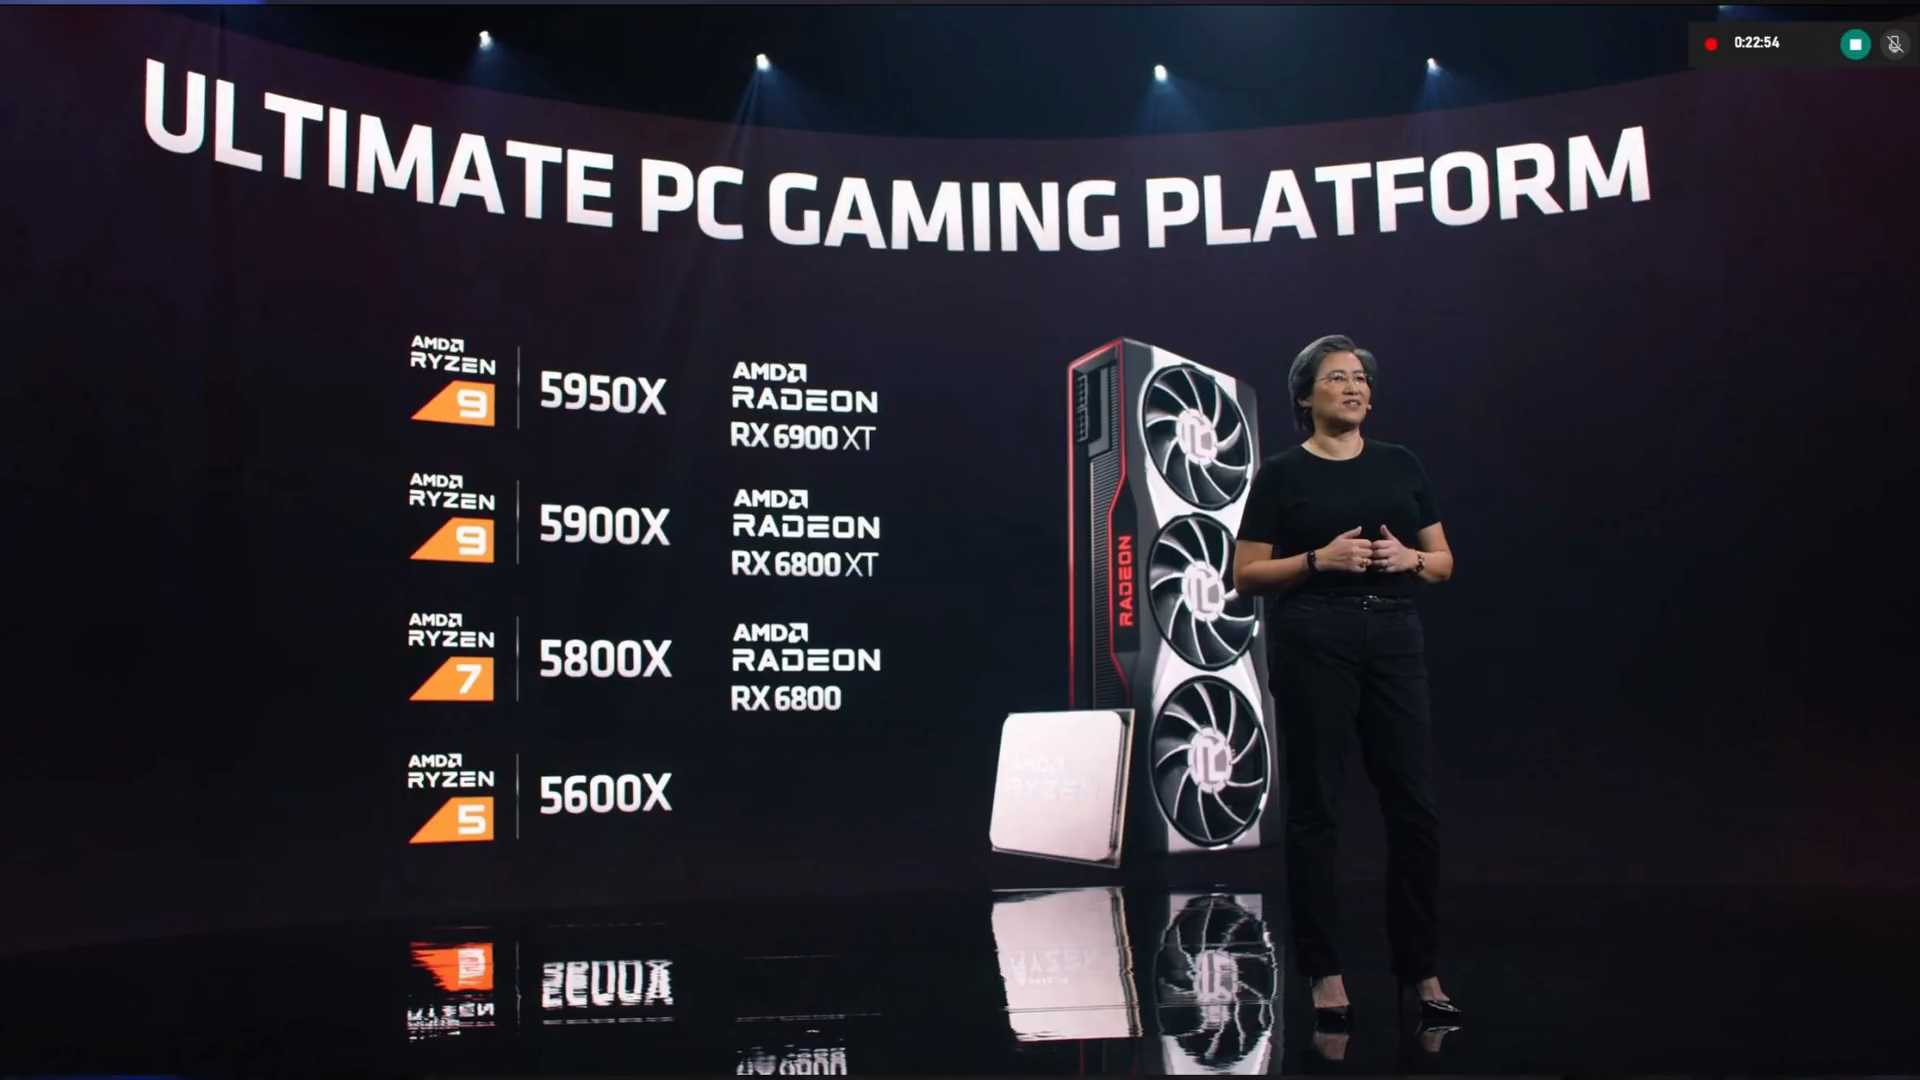 0:22:54
ULTIMATE PC GAMING PLATFORM
AMD
RYZEN
9
5950X
AMD
RYZEN
9
5900X
AMD
RYZEN
7
5800X
AMD
RYZEN
5
5600X
AMD
RADEON
RX 6900 XT
AMD
RADEON
RX 6800 XT
AMD
RADEON
RX 6800
RADEON
AMD
RYZEN